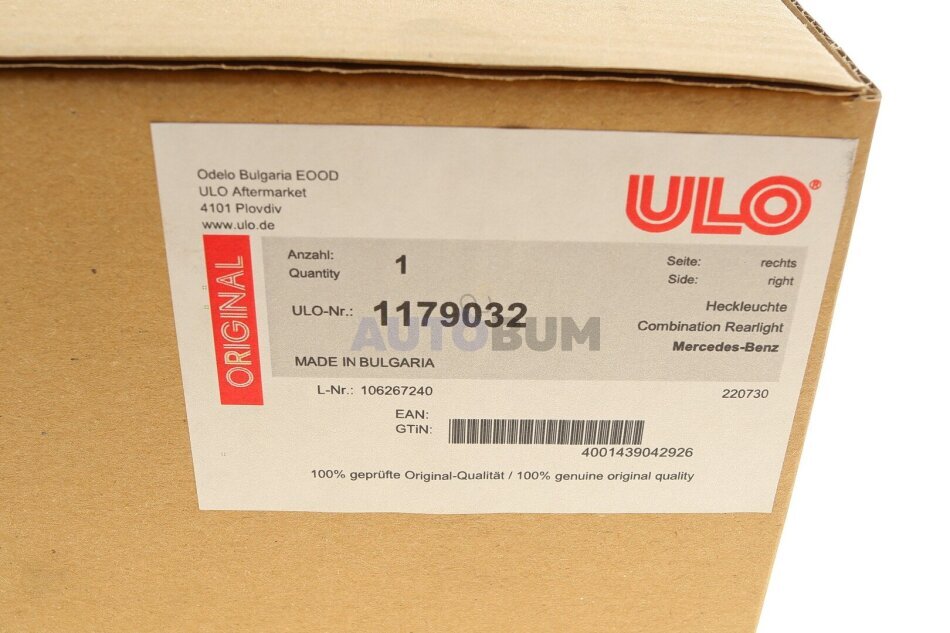 Odelo Bulgaria EOOD
ULO Aftermarket
4101 Plovdiv
www.ulo.de
ULO®
ORIGINAL
Anzahl:
Quantity
1
Seite: rechts
Side: right
ULO-Nr.: 1179032
Heckleuchte
Combination Rearlight
Mercedes-Benz
AUTOBUM
MADE IN BULGARIA
L-Nr.: 106267240
220730
EAN:
GTiN:
4001439042926
100% geprüfte Original-Qualität / 100% genuine original quality